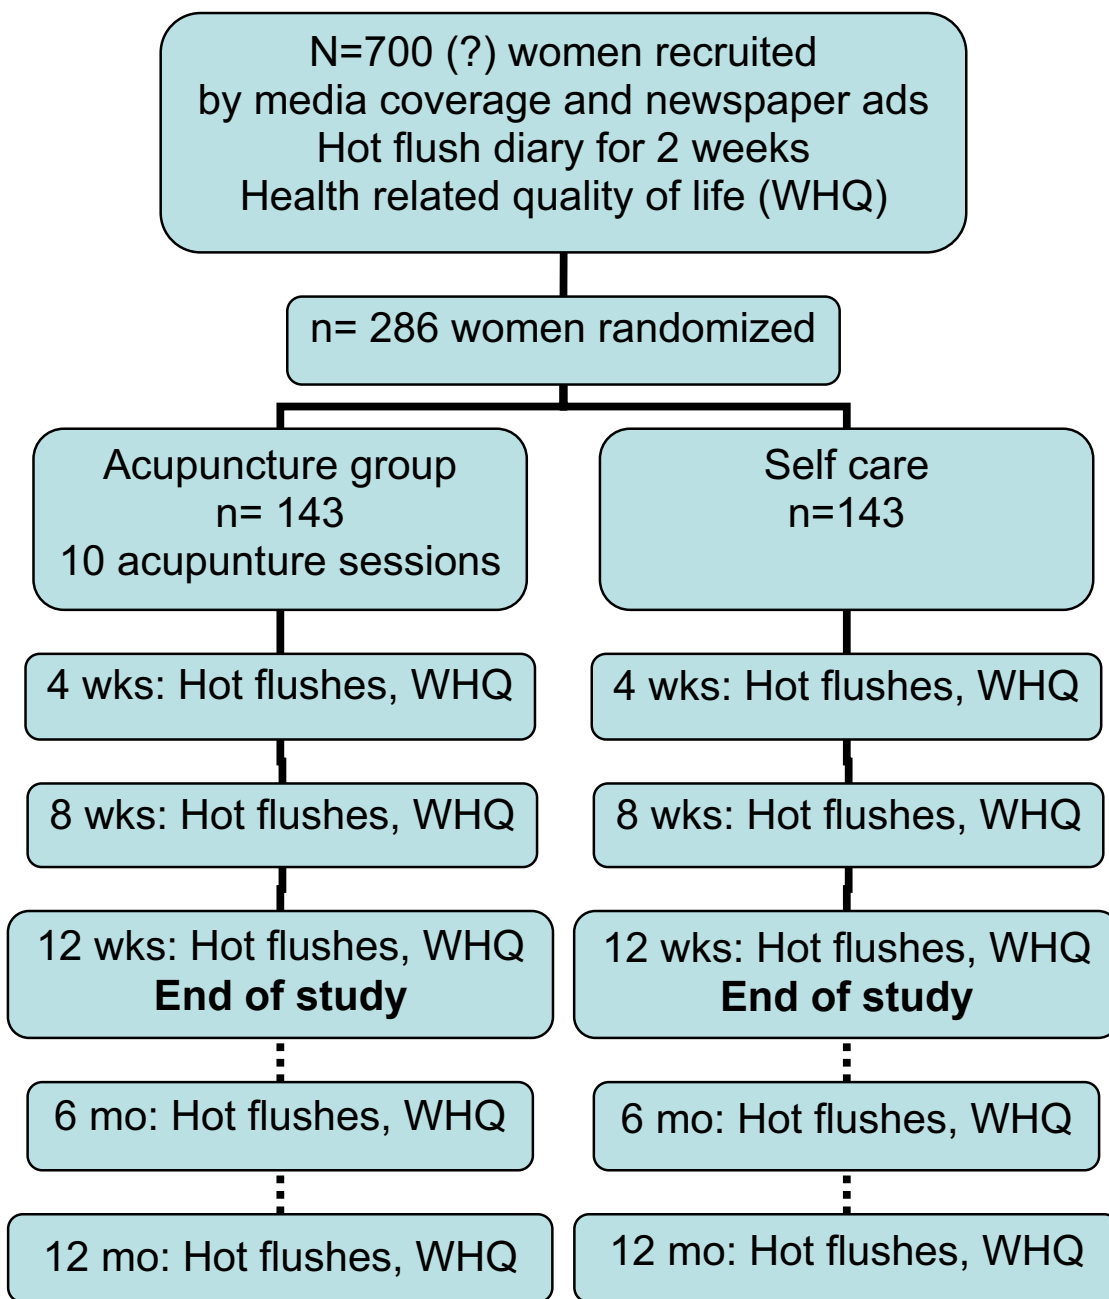 N=700 (?) women recruited
by media coverage and newspaper ads
Hot flush diary for 2 weeks
Health related quality of life (WHQ)
n= 286 women randomized
Acupuncture group
n= 143
10 acupunture sessions
Self care
n=143
4 wks: Hot flushes, WHQ
4 wks: Hot flushes, WHQ
8 wks: Hot flushes, WHQ
8 wks: Hot flushes, WHQ
12 wks: Hot flushes, WHQ
End of study
12 wks: Hot flushes, WHQ
End of study
6 mo: Hot flushes, WHQ
6 mo: Hot flushes, WHQ
12 mo: Hot flushes, WHQ
12 mo: Hot flushes, WHQ